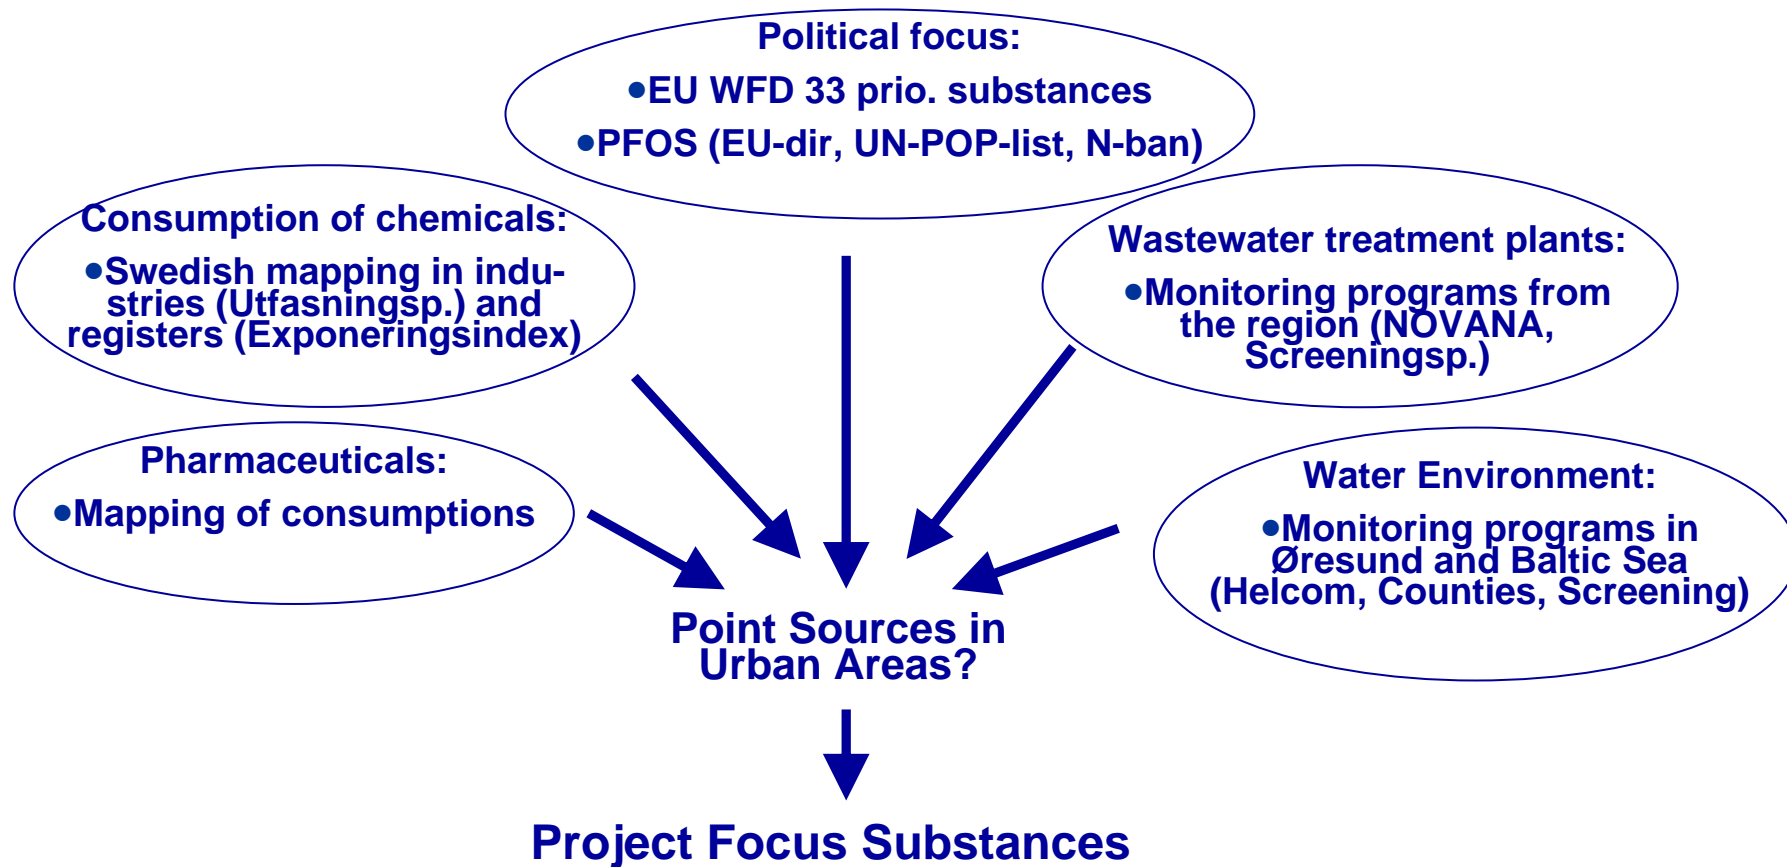 Political focus:
•EU WFD 33 prio. substances
•PFOS (EU-dir, UN-POP-list, N-ban)
Consumption of chemicals:
•Swedish mapping in indu-
stries (Utfasningsp.) and
registers (Exponeringsindex)
Wastewater treatment plants:
•Monitoring programs from
the region (NOVANA,
Screeningsp.)
Pharmaceuticals:
•Mapping of consumptions
Water Environment:
•Monitoring programs in
Øresund and Baltic Sea
(Helcom, Counties, Screening)
Point Sources in
Urban Areas?
Project Focus Substances